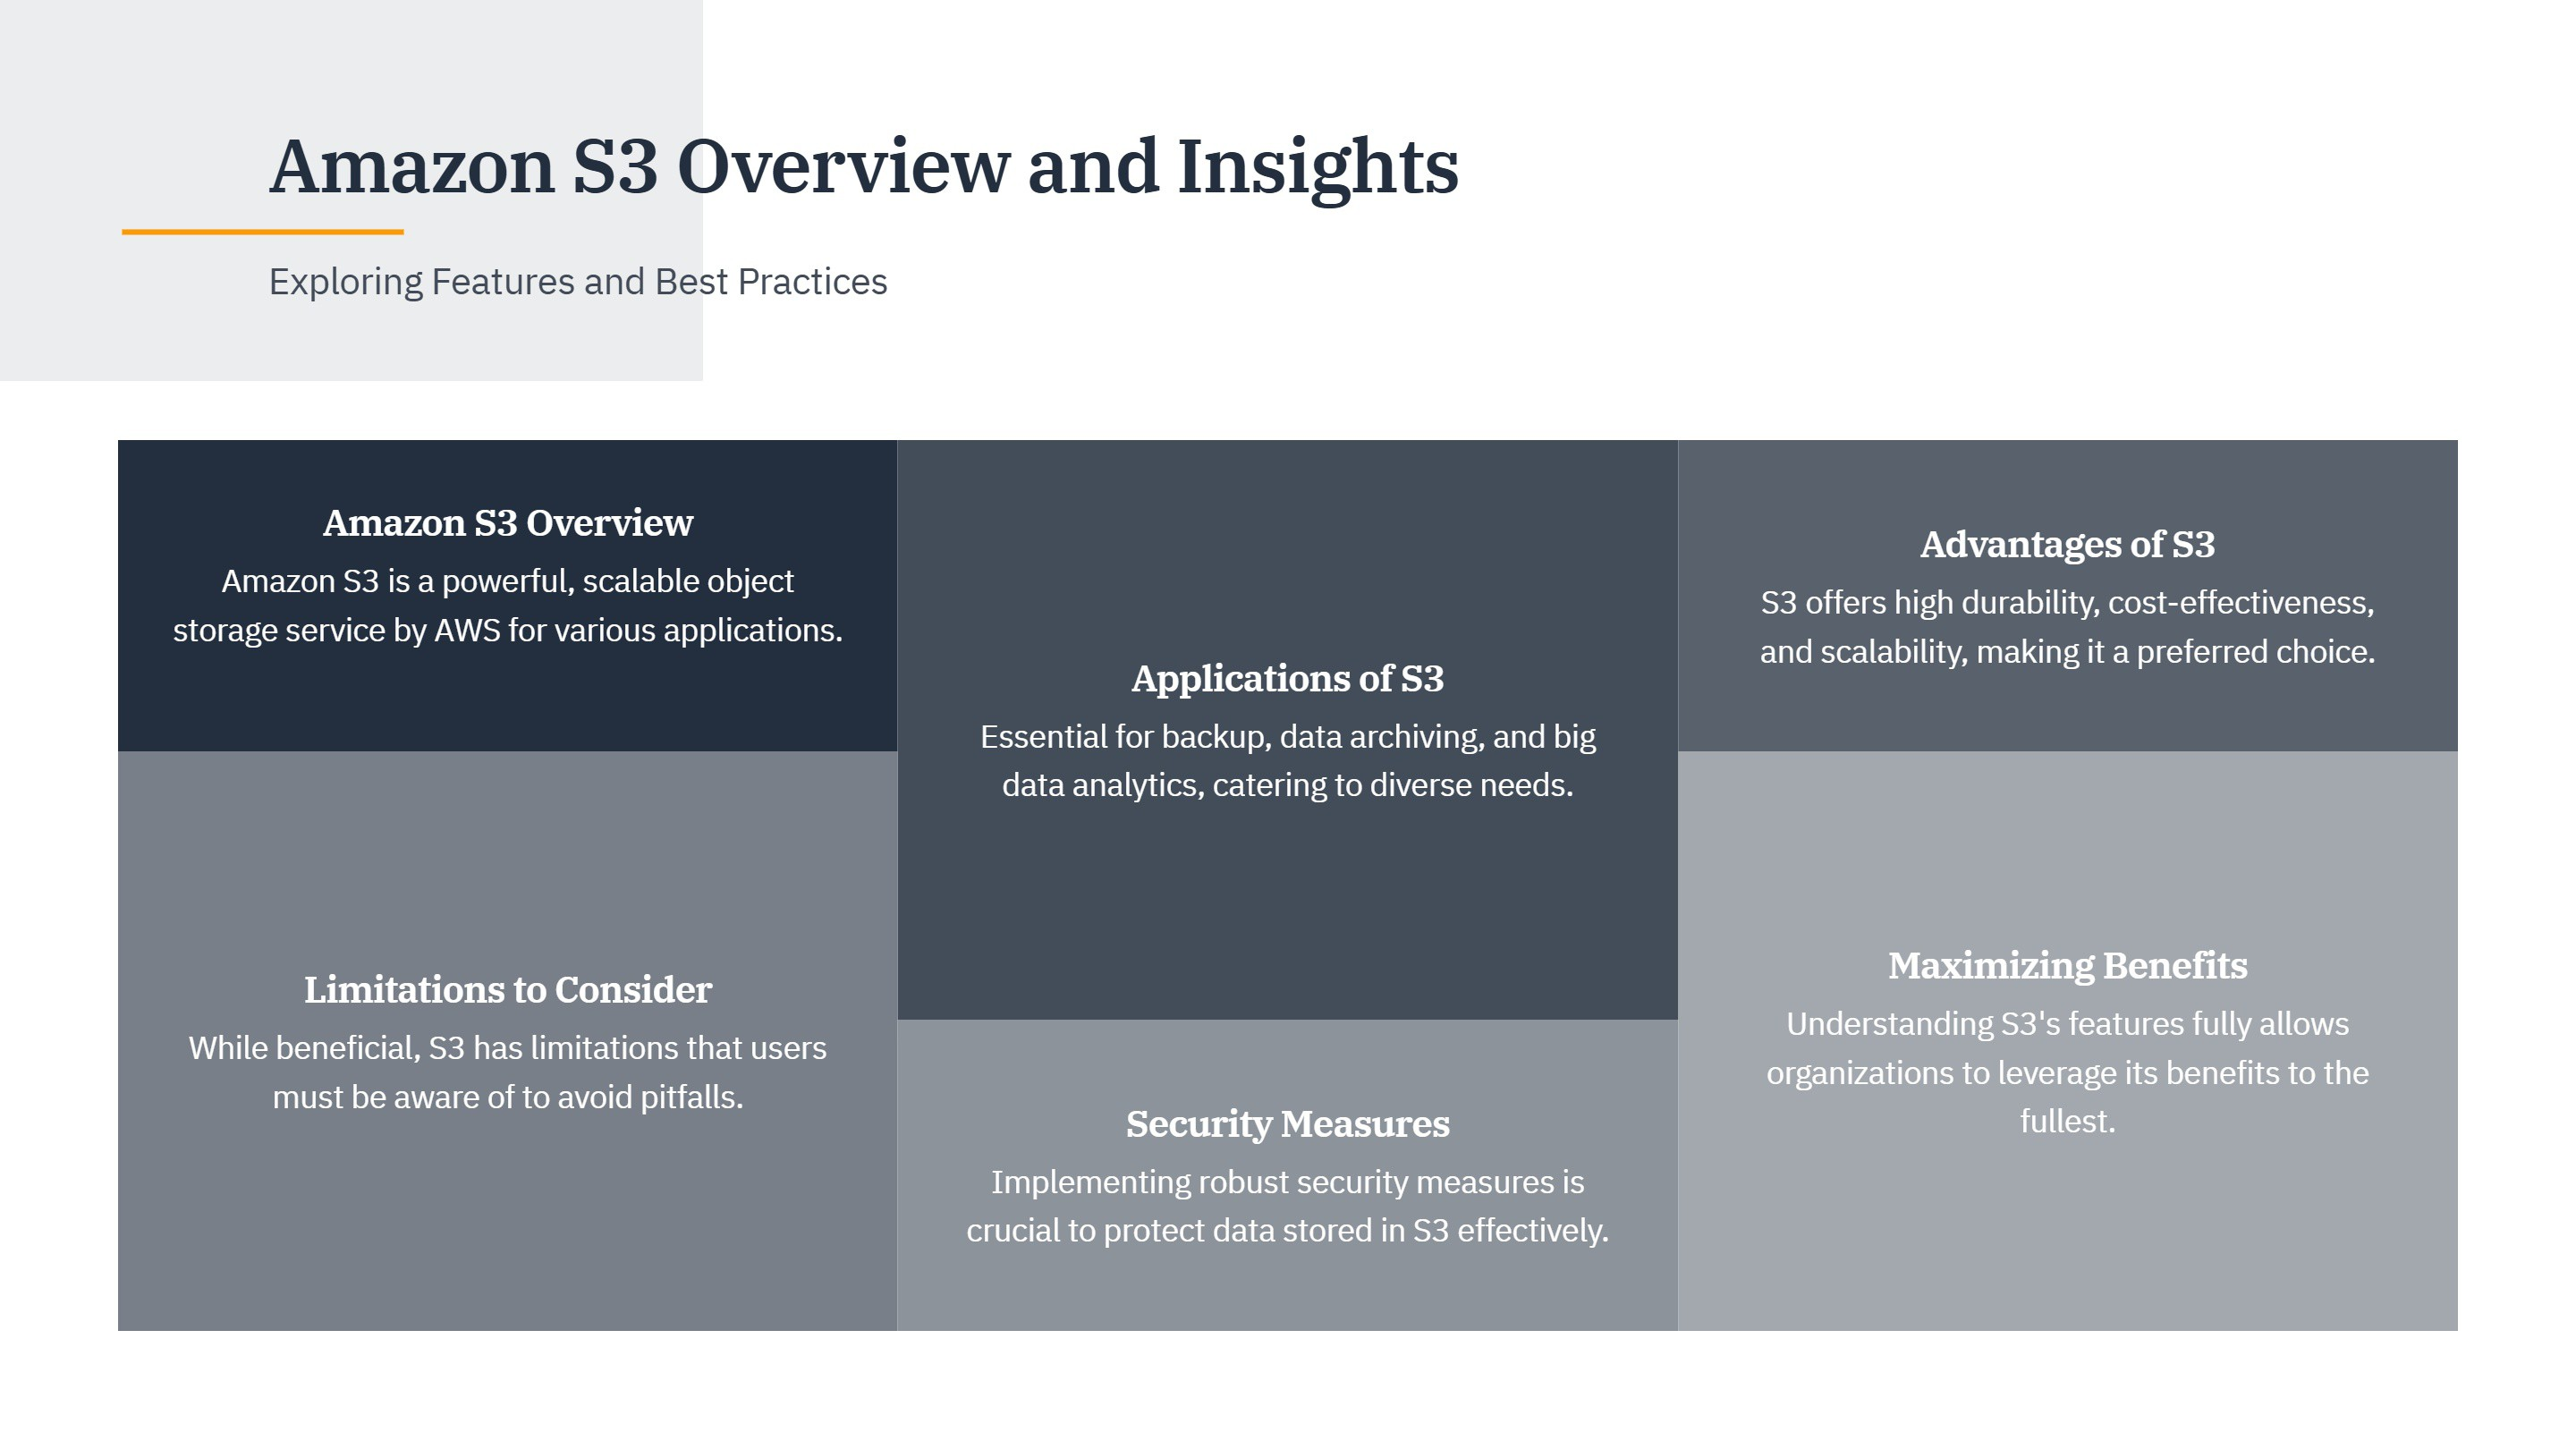 Amazon S3 Overview and Insights
Exploring Features and Best Practices
Amazon S3 Overview
Amazon S3 is a powerful, scalable object
storage service by AWS for various applications.
Applications of S3
Essential for backup, data archiving, and big
data analytics, catering to diverse needs.
Advantages of S3
S3 offers high durability, cost-effectiveness,
and scalability, making it a preferred choice.
Limitations to Consider
While beneficial, S3 has limitations that users
must be aware of to avoid pitfalls.
Security Measures
Implementing robust security measures is
crucial to protect data stored in S3 effectively.
Maximizing Benefits
Understanding S3's features fully allows
organizations to leverage its benefits to the
fullest.